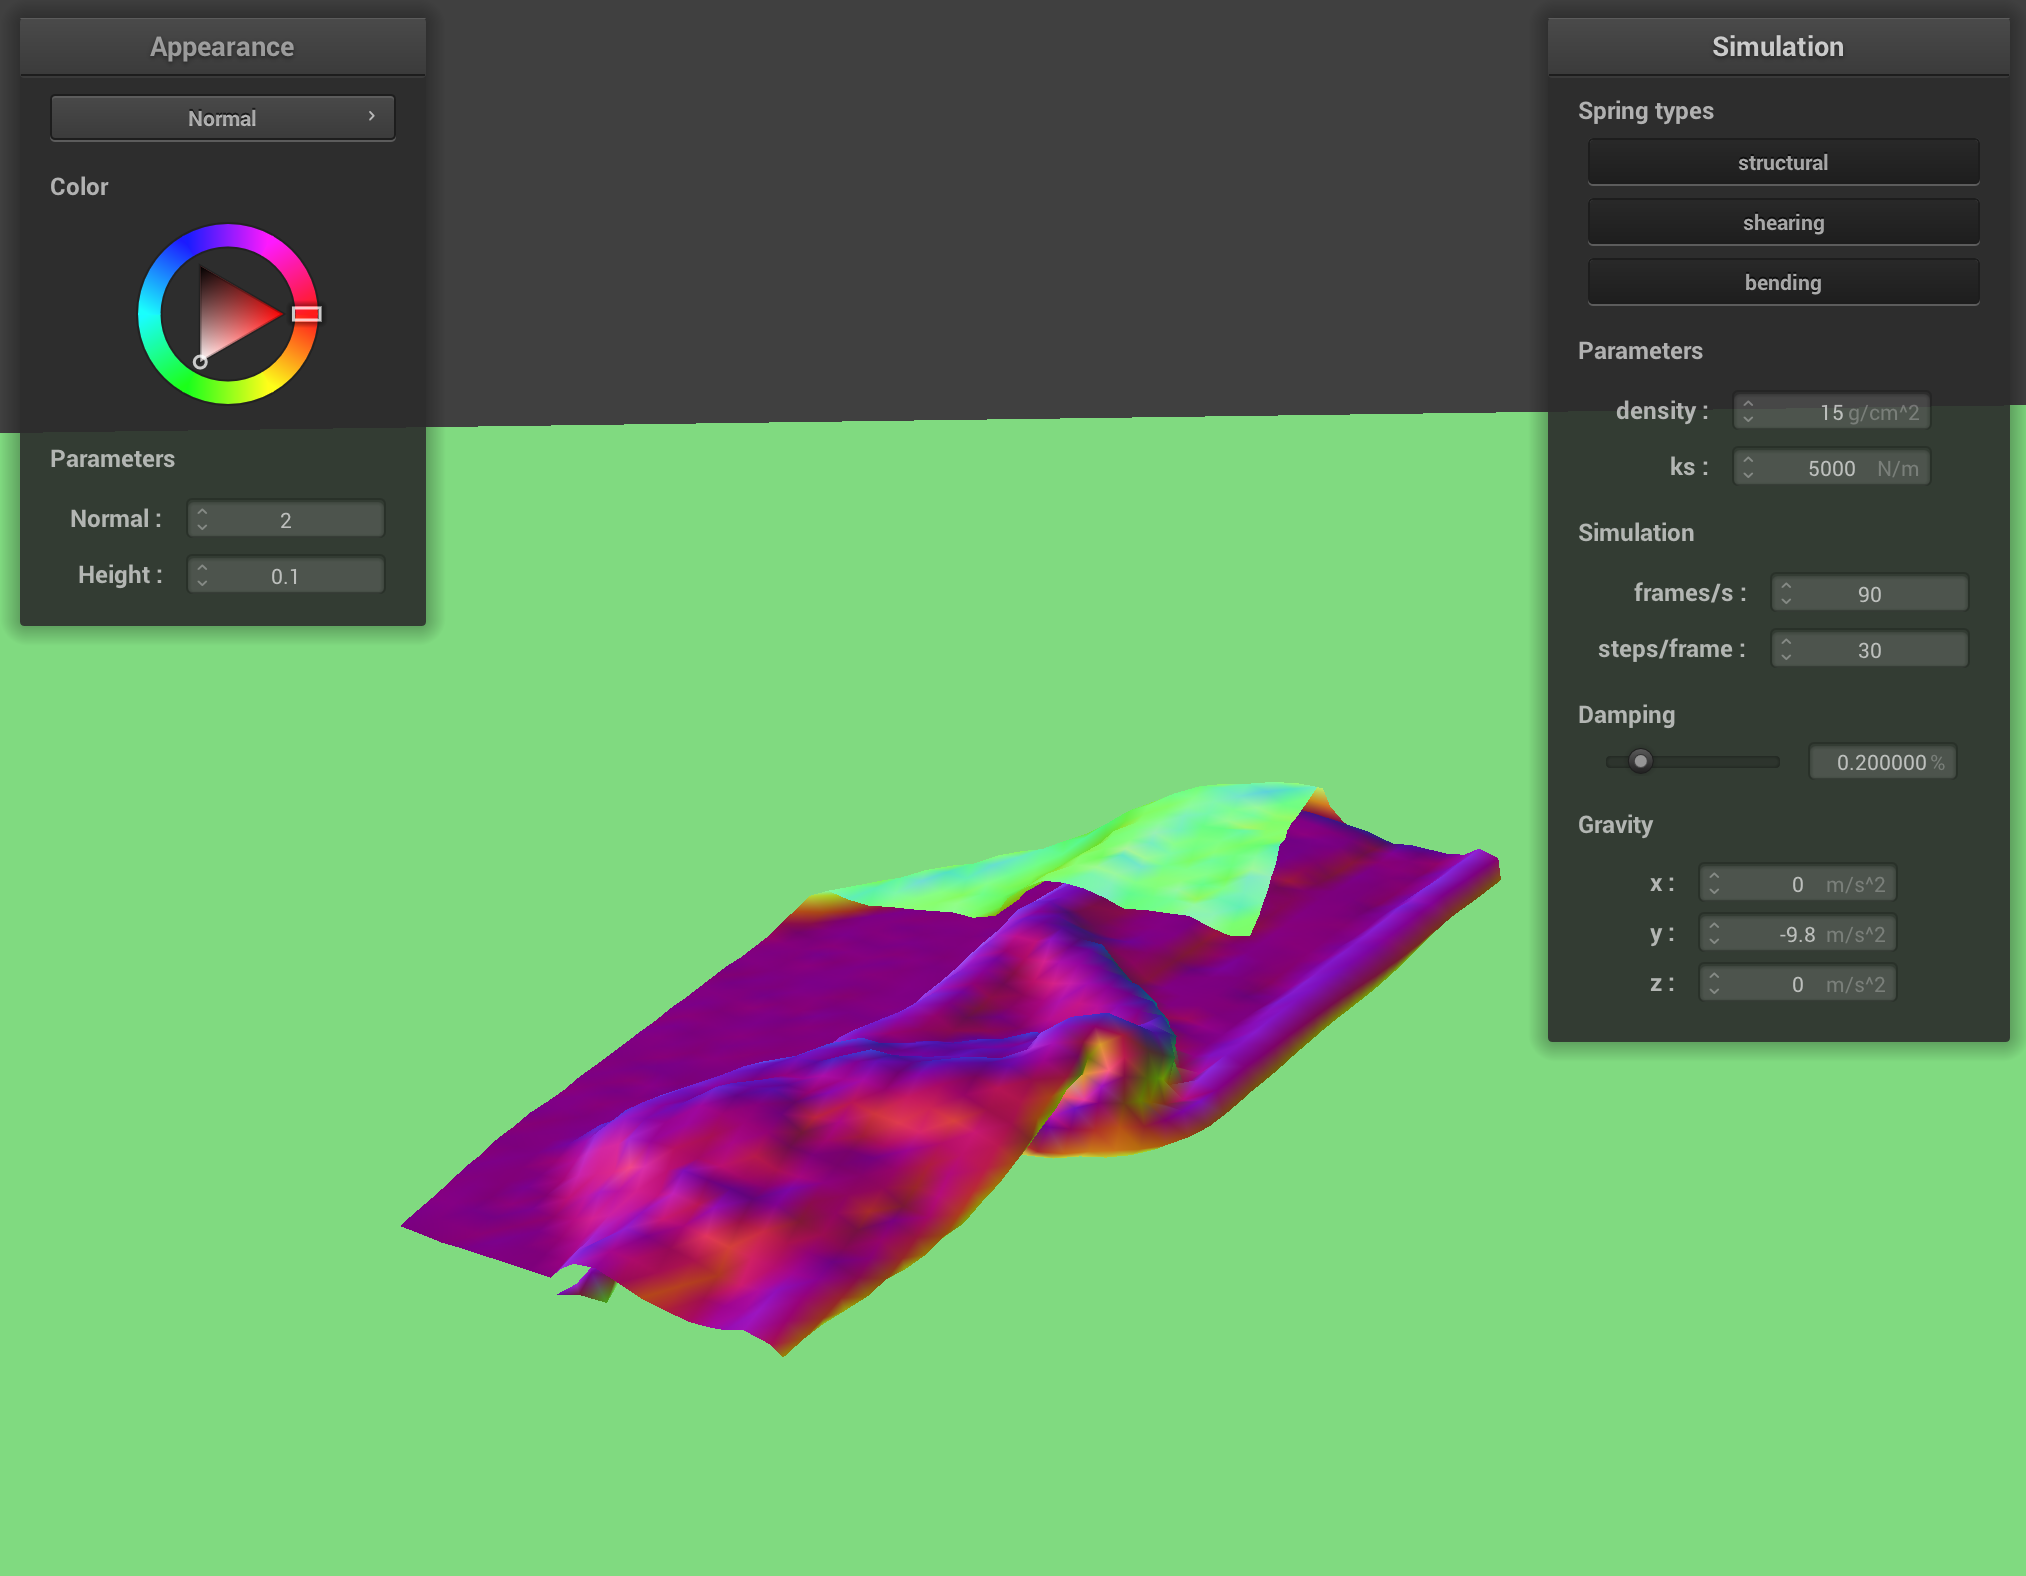 Appearance
Normal
Color
Parameters
Normal : 2
Height : 0.1
Simulation
Spring types
structural
shearing
bending
Parameters
density : 15 g/cm^2
ks : 5000 N/m
Simulation
frames/s : 90
steps/frame : 30
Damping
0.200000 %
Gravity
x : 0 m/s^2
y : -9.8 m/s^2
z : 0 m/s^2